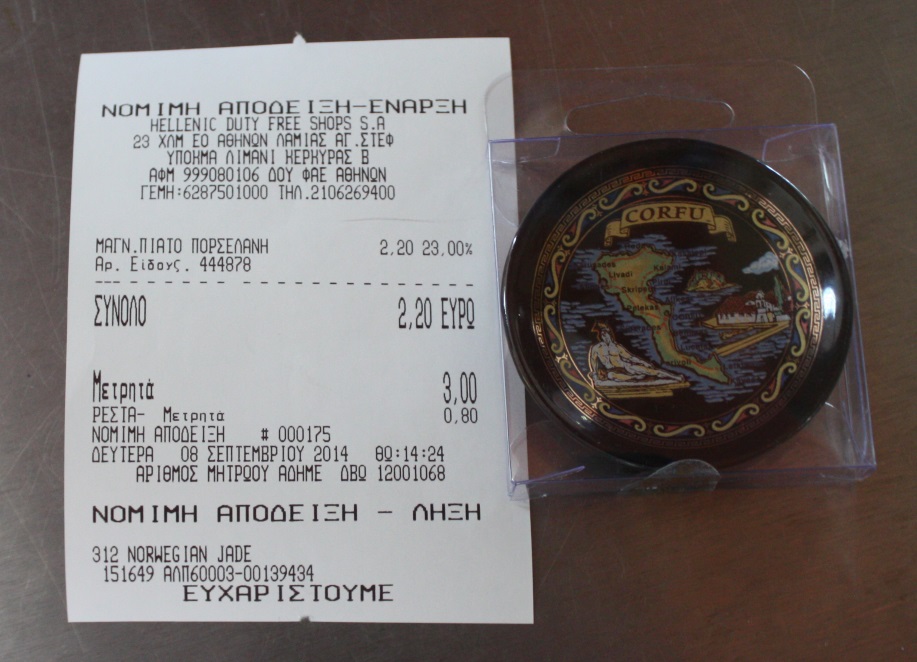 ΝΟΜΙΜΗ ΑΠΟΔΕΙΞΗ-ΕΝΑΡΞΗ
HELLENIC DUTY FREE SHOPS S.A
23 ΧΛΜ ΕΟ ΑΘΗΝΩΝ ΛΑΜΙΑΣ ΑΓ.ΣΤΕΦ
ΥΠΟΚΜΑ ΛΙΜΑΝΙ ΚΕΡΚΥΡΑΣ Β
ΑΦΜ 999080106 ΔΟΥ ΦΑΕ ΑΘΗΝΩΝ
ΓΕΜΗ:6287501000 ΤΗΛ.2106269400
ΜΑΓΝ.ΠΙΑΤΟ ΠΟΡΣΕΛΑΝΗ 2,20 23,00%
Αρ. Είδους. 444878
ΣΥΝΟΛΟ 2,20 ΕΥΡΩ
Μετρητά 3,00
ΡΕΣΤΑ- Μετρητά 0,80
ΝΟΜΙΜΗ ΑΠΟΔΕΙΞΗ # 000175
ΔΕΥΤΕΡΑ 08 ΣΕΠΤΕΜΒΡΙΟΥ 2014 ΘΩ:14:24
ΑΡΙΘΜΟΣ ΜΗΤΡΩΟΥ ΑΔΗΜΕ ΔΒΩ 12001068
ΝΟΜΙΜΗ ΑΠΟΔΕΙΞΗ - ΛΗΞΗ
312 NORWEGIAN JADE
151649 ΑΛΠ60003-00139434
ΕΥΧΑΡΙΣΤΟΥΜΕ
CORFU
Livadi